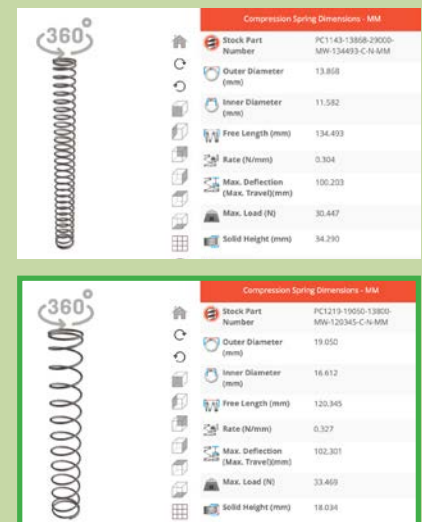 360°
Compression Spring Dimensions - MM
Stock Part Number PC1143-13868-29000-MW-134493-C-N-MM
Outer Diameter (mm) 13.868
Inner Diameter (mm) 11.582
Free Length (mm) 134.493
Rate (N/mm) 0.304
Max. Deflection (Max. Travel)(mm) 100.203
Max. Load (N) 30.447
Solid Height (mm) 34.290
360°
Compression Spring Dimensions - MM
Stock Part Number PC1219-19050-13800-MW-120345-C-N-MM
Outer Diameter (mm) 19.050
Inner Diameter (mm) 16.612
Free Length (mm) 120.345
Rate (N/mm) 0.327
Max. Deflection (Max. Travel)(mm) 102.301
Max. Load (N) 33.469
Solid Height (mm) 18.034